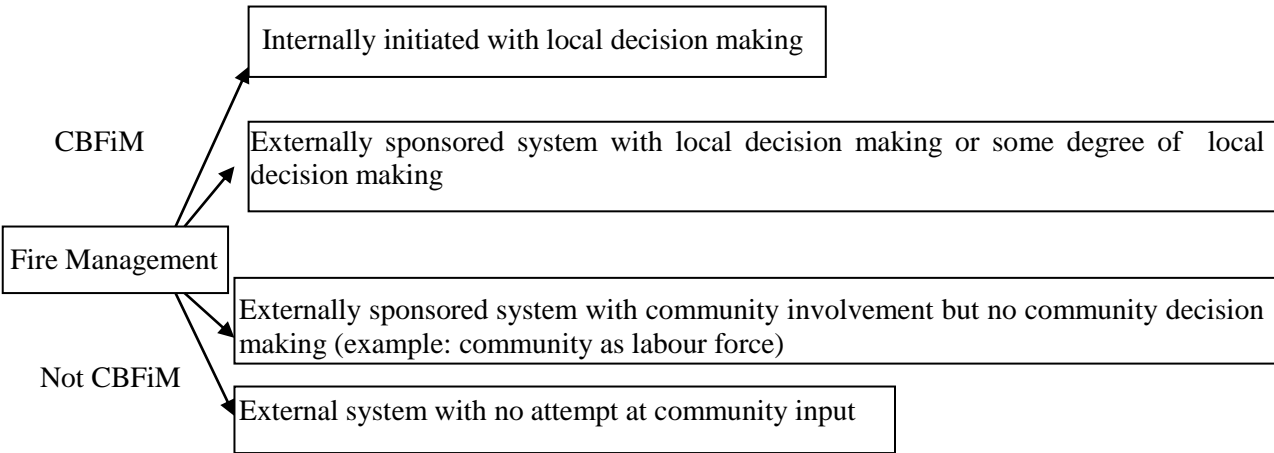 Internally initiated with local decision making
CBFiM
Externally sponsored system with local decision making or some degree of local
decision making
Fire Management
Externally sponsored system with community involvement but no community decision
making (example: community as labour force)
Not CBFiM
External system with no attempt at community input